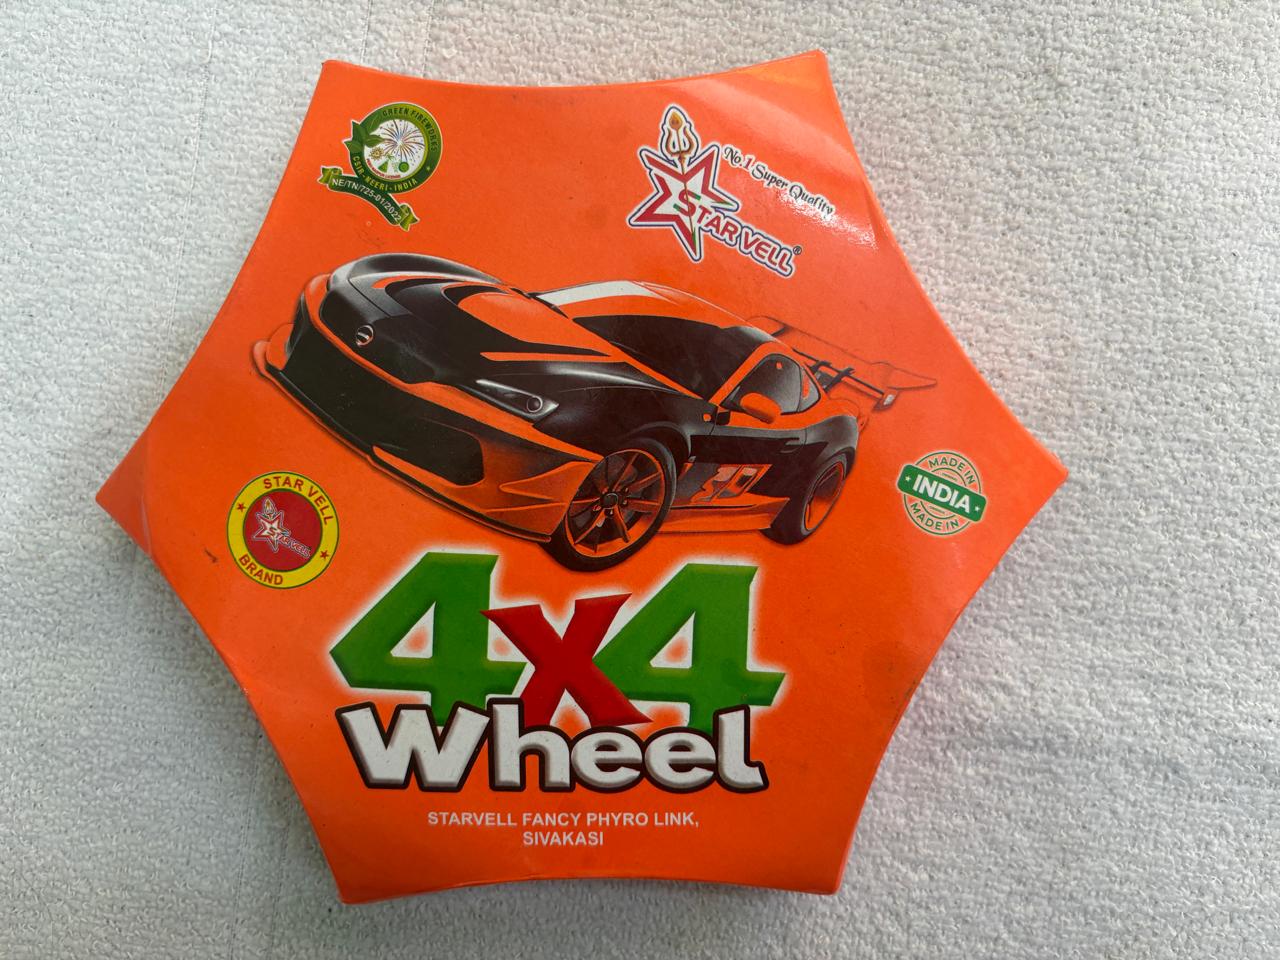 GREEN FIREWORKS
CSIR-NEERI-INDIA
NE/TN/725-01/2022
No.1 Super Quality
STAR VELL®
STAR VELL
STARVELL
BRAND
MADE IN
INDIA
MADE IN
4x4
Wheel
STARVELL FANCY PHYRO LINK,
SIVAKASI